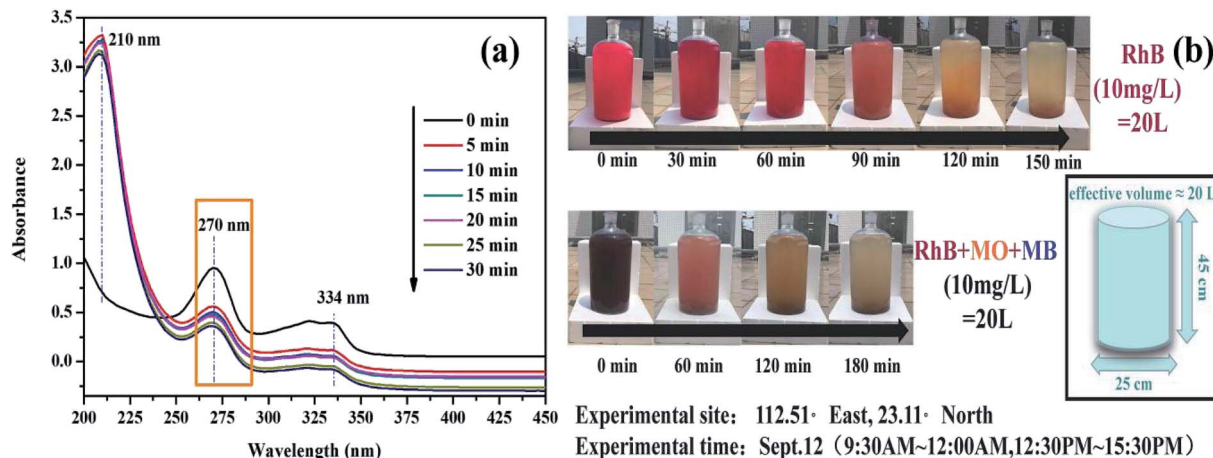 (a)
210 nm
270 nm
334 nm
0 min
5 min
10 min
15 min
20 min
25 min
30 min
Absorbance
3.5
3.0
2.5
2.0
1.5
1.0
0.5
0.0
200 225 250 275 300 325 350 375 400 425 450
Wavelength (nm)
(b)
RhB
(10mg/L)
=20L
0 min 30 min 60 min 90 min 120 min 150 min
RhB+MO+MB
(10mg/L)
=20L
0 min 60 min 120 min 180 min
effective volume ≈ 20 L
45 cm
25 cm
Experimental site: 112.51◦ East, 23.11◦ North
Experimental time: Sept.12 (9:30AM~12:00AM,12:30PM~15:30PM)